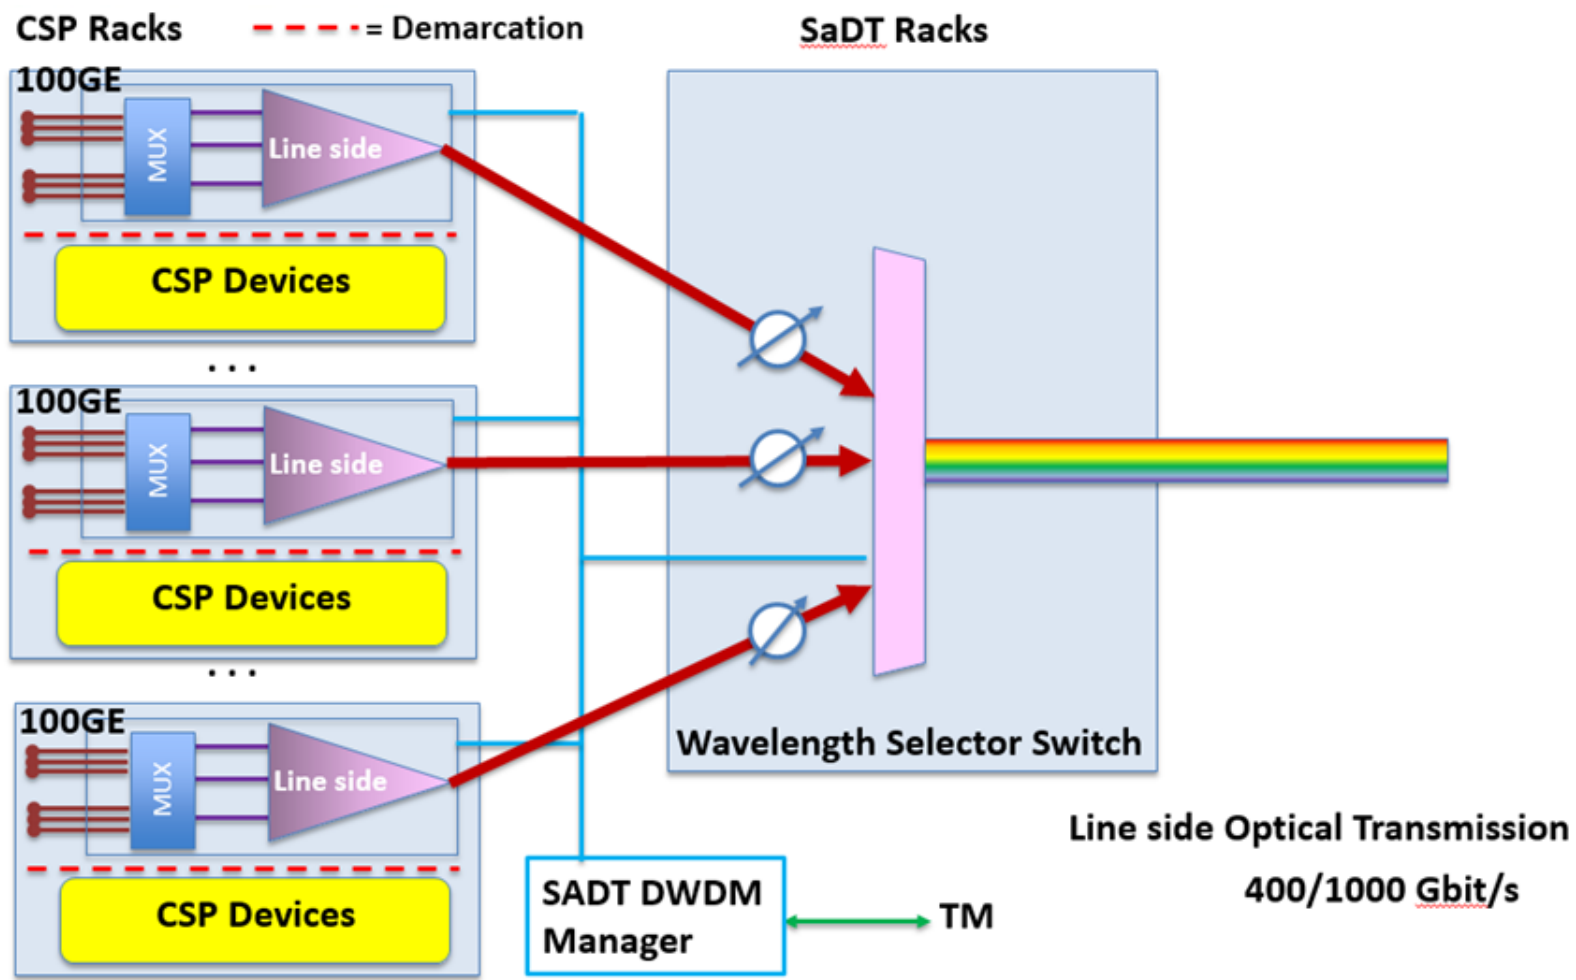 CSP Racks
= Demarcation
SaDT Racks
100GE
MUX
Line side
CSP Devices
...
100GE
MUX
Line side
CSP Devices
...
100GE
MUX
Line side
CSP Devices
Wavelength Selector Switch
Line side Optical Transmission
400/1000 Gbit/s
SADT DWDM
Manager
TM